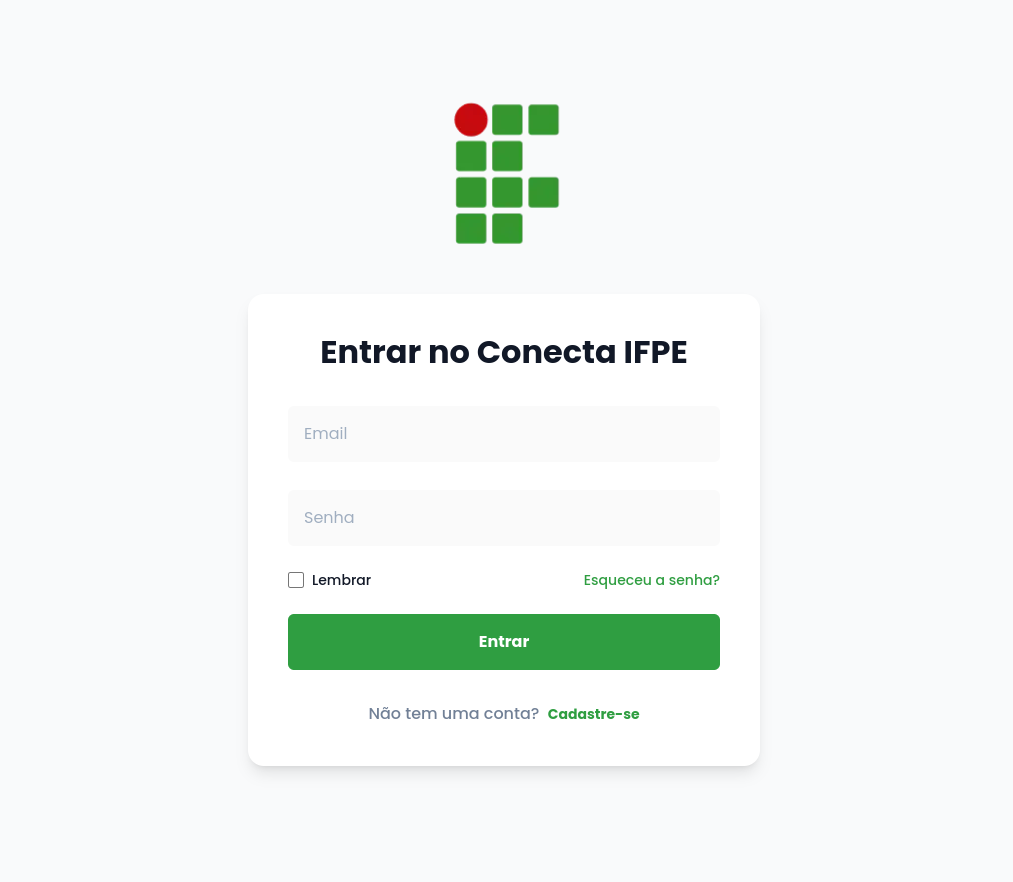 Entrar no Conecta IFPE
Email
Senha
Lembrar
Esqueceu a senha?
Entrar
Não tem uma conta? Cadastre-se